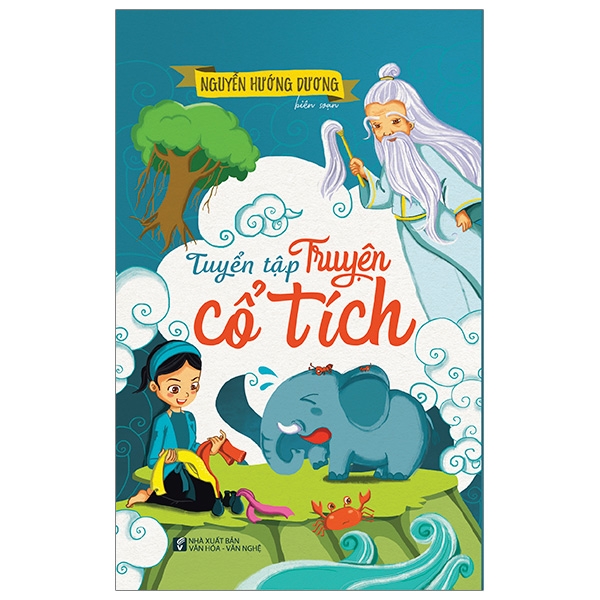 NGUYỄN HƯỚNG DƯƠNG
biên soạn
Tuyển tập Truyện
cổ tích
NHÀ XUẤT BẢN
VĂN HÓA - VĂN NGHỆ